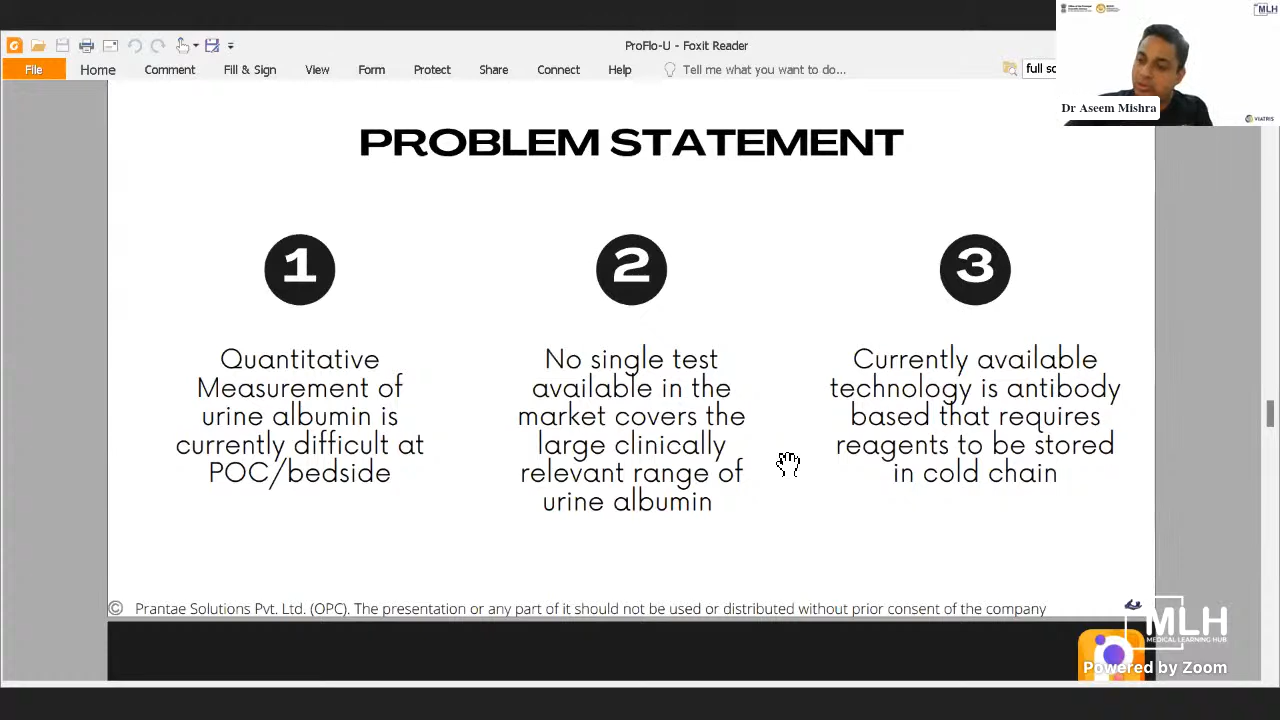 MLH
ProFlo-U - Foxit Reader
File Home Comment Fill & Sign View Form Protect Share Connect Help Tell me what you want to do... full sc
Dr Aseem Mishra
VIATRIS
PROBLEM STATEMENT
1
Quantitative
Measurement of
urine albumin is
currently difficult at
POC/bedside
2
No single test
available in the
market covers the
large clinically
relevant range of
urine albumin
3
Currently available
technology is antibody
based that requires
reagents to be stored
in cold chain
© Prantae Solutions Pvt. Ltd. (OPC). The presentation or any part of it should not be used or distributed without prior consent of the company
MLH
MEDICAL LEARNING HUB
Powered by Zoom